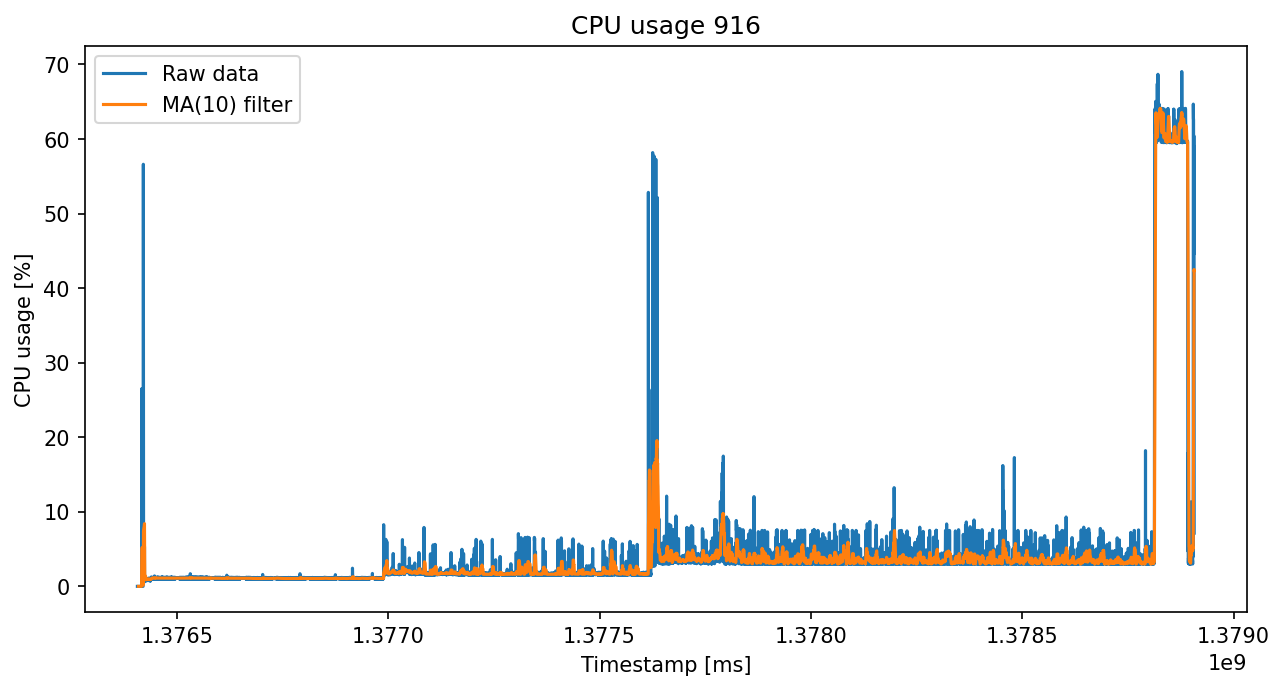 CPU usage 916
Raw data
MA(10) filter
CPU usage [%]
70
60
50
40
30
20
10
0
1.3765 1.3770 1.3775 1.3780 1.3785 1.3790
1e9
Timestamp [ms]